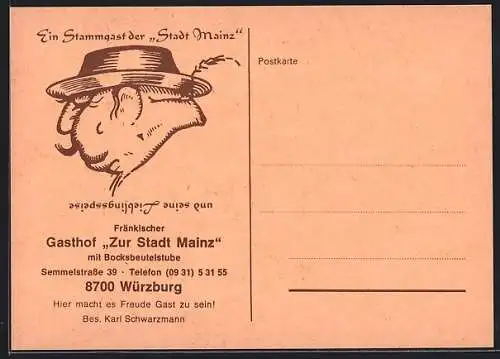 Ein Stammgast der „Stadt Mainz“
und seine Lieblingsspeise
Fränkischer
Gasthof „Zur Stadt Mainz“
mit Bocksbeutelstube
Semmelstraße 39 · Telefon (09 31) 5 31 55
8700 Würzburg
Hier macht es Freude Gast zu sein!
Bes. Karl Schwarzmann
Postkarte